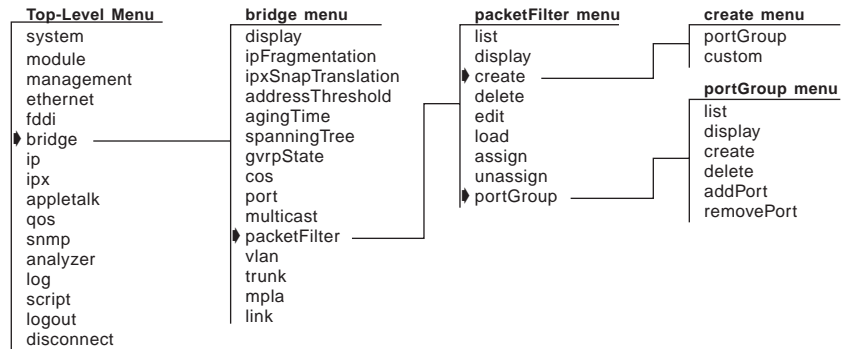 Top-Level Menu
system
module
management
ethernet
fddi
bridge
ip
ipx
appletalk
qos
snmp
analyzer
log
script
logout
disconnect
bridge menu
display
ipFragmentation
ipxSnapTranslation
addressThreshold
agingTime
spanningTree
gvrpState
cos
port
multicast
packetFilter
vlan
trunk
mpla
link
packetFilter menu
list
display
create
delete
edit
load
assign
unassign
portGroup
create menu
portGroup
custom
portGroup menu
list
display
create
delete
addPort
removePort